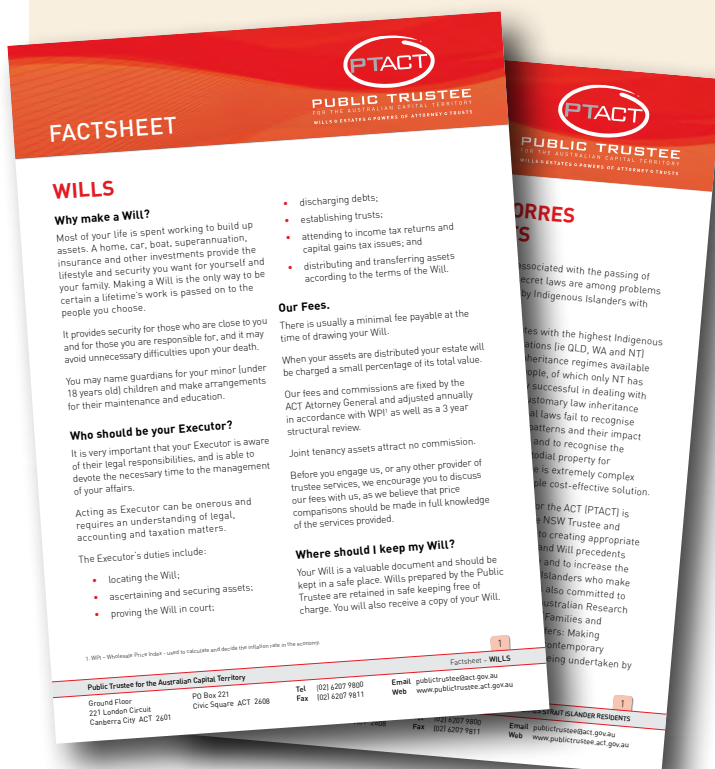 FACTSHEET
PTACT
PUBLIC TRUSTEE
FOR THE AUSTRALIAN CAPITAL TERRITORY
WILLS ESTATES POWERS OF ATTORNEY TRUSTS
WILLS
Why make a Will?
Most of your life is spent working to build up
assets. A home, car, boat, superannuation,
insurance and other investments provide the
lifestyle and security you want for yourself and
your family. Making a Will is the only way to be
certain a lifetime's work is passed on to the
people you choose.
It provides security for those who are close to you
and for those you are responsible for, and it may
avoid unnecessary difficulties upon your death.
You may name guardians for your minor (under
18 years old) children and make arrangements
for their maintenance and education.
Who should be your Executor?
It is very important that your Executor is aware
of their legal responsibilities, and is able to
devote the necessary time to the management
of your affairs.
Acting as Executor can be onerous and
requires an understanding of legal,
accounting and taxation matters.
The Executor's duties include:
• locating the Will;
• ascertaining and securing assets;
• proving the Will in court;
• discharging debts;
• establishing trusts;
• attending to income tax returns and
capital gains tax issues; and
• distributing and transferring assets
according to the terms of the Will.
Our Fees.
There is usually a minimal fee payable at the
time of drawing your Will.
When your assets are distributed your estate will
be charged a small percentage of its total value.
Our fees and commissions are fixed by the
ACT Attorney General and adjusted annually
in accordance with WPI¹ as well as a 3 year
structural review.
Joint tenancy assets attract no commission.
Before you engage us, or any other provider of
trustee services, we encourage you to discuss
our fees with us, as we believe that price
comparisons should be made in full knowledge
of the services provided.
Where should I keep my Will?
Your Will is a valuable document and should be
kept in a safe place. Wills prepared by the Public
Trustee are retained in safe keeping free of
charge. You will also receive a copy of your Will.
1. WPI – Wholesale Price Index - used to calculate and decide the inflation rate in the economy.
1
Factsheet – WILLS
Public Trustee for the Australian Capital Territory
Ground Floor
221 London Circuit
Canberra City ACT 2601
PO Box 221
Civic Square ACT 2608
Tel (02) 6207 9800
Fax (02) 6207 9811
Email publictrustee@act.gov.au
Web www.publictrustee.act.gov.au
PTACT
PUBLIC TRUSTEE
FOR THE AUSTRALIAN CAPITAL TERRITORY
WILLS ESTATES POWERS OF ATTORNEY TRUSTS
ORRES
TS
associated with the passing of
ecret laws are among problems
by Indigenous Islanders with
tes with the highest Indigenous
ations (ie QLD, WA and NT)
heritance regimes available
ople, of which only NT has
successful in dealing with
ustomary law inheritance
al laws fail to recognise
patterns and their impact
and to recognise the
todial property for
e is extremely complex
ple cost-effective solution.
or the ACT (PTACT) is
e NSW Trustee and
to creating appropriate
and Will precedents
and to increase the
Islanders who make
also committed to
ustralian Research
Families and
fers: Making
ontemporary
eing undertaken by
1
STRAIT ISLANDER RESIDENTS
2608
(02) 6207 9800
Fax (02) 6207 9811
Email publictrustee@act.gov.au
Web www.publictrustee.act.gov.au